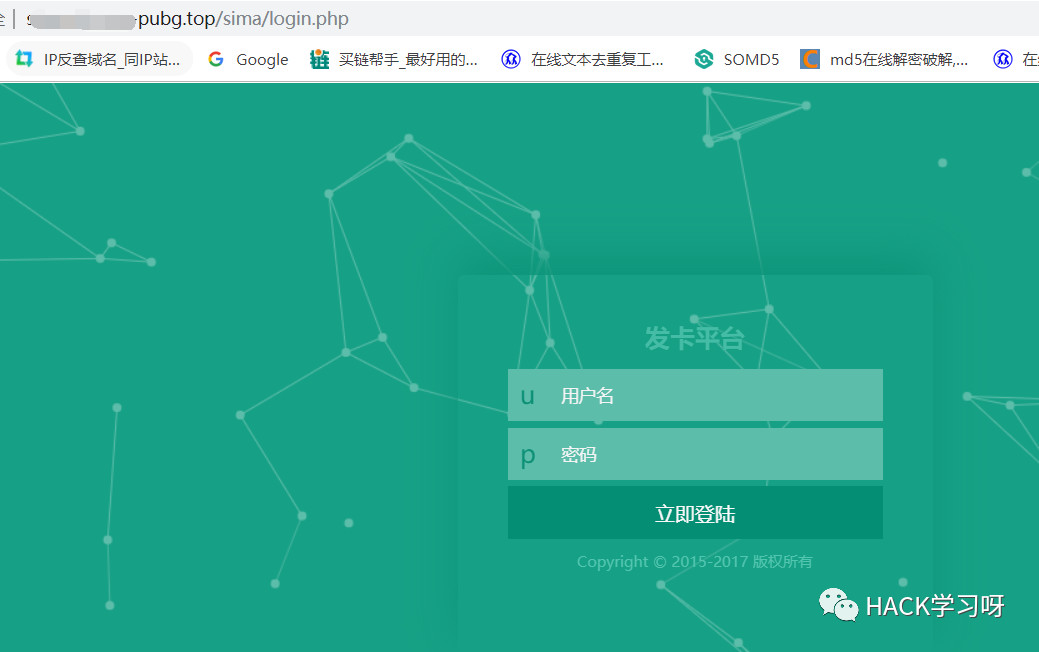 -pubg.top/sima/login.php
IP反查域名_同IP站... Google 买链帮手_最好用的... 在线文本去重复工... SOMD5 md5在线解密破解,... 在
发卡平台
u 用户名
p 密码
立即登陆
Copyright © 2015-2017 版权所有
HACK学习呀